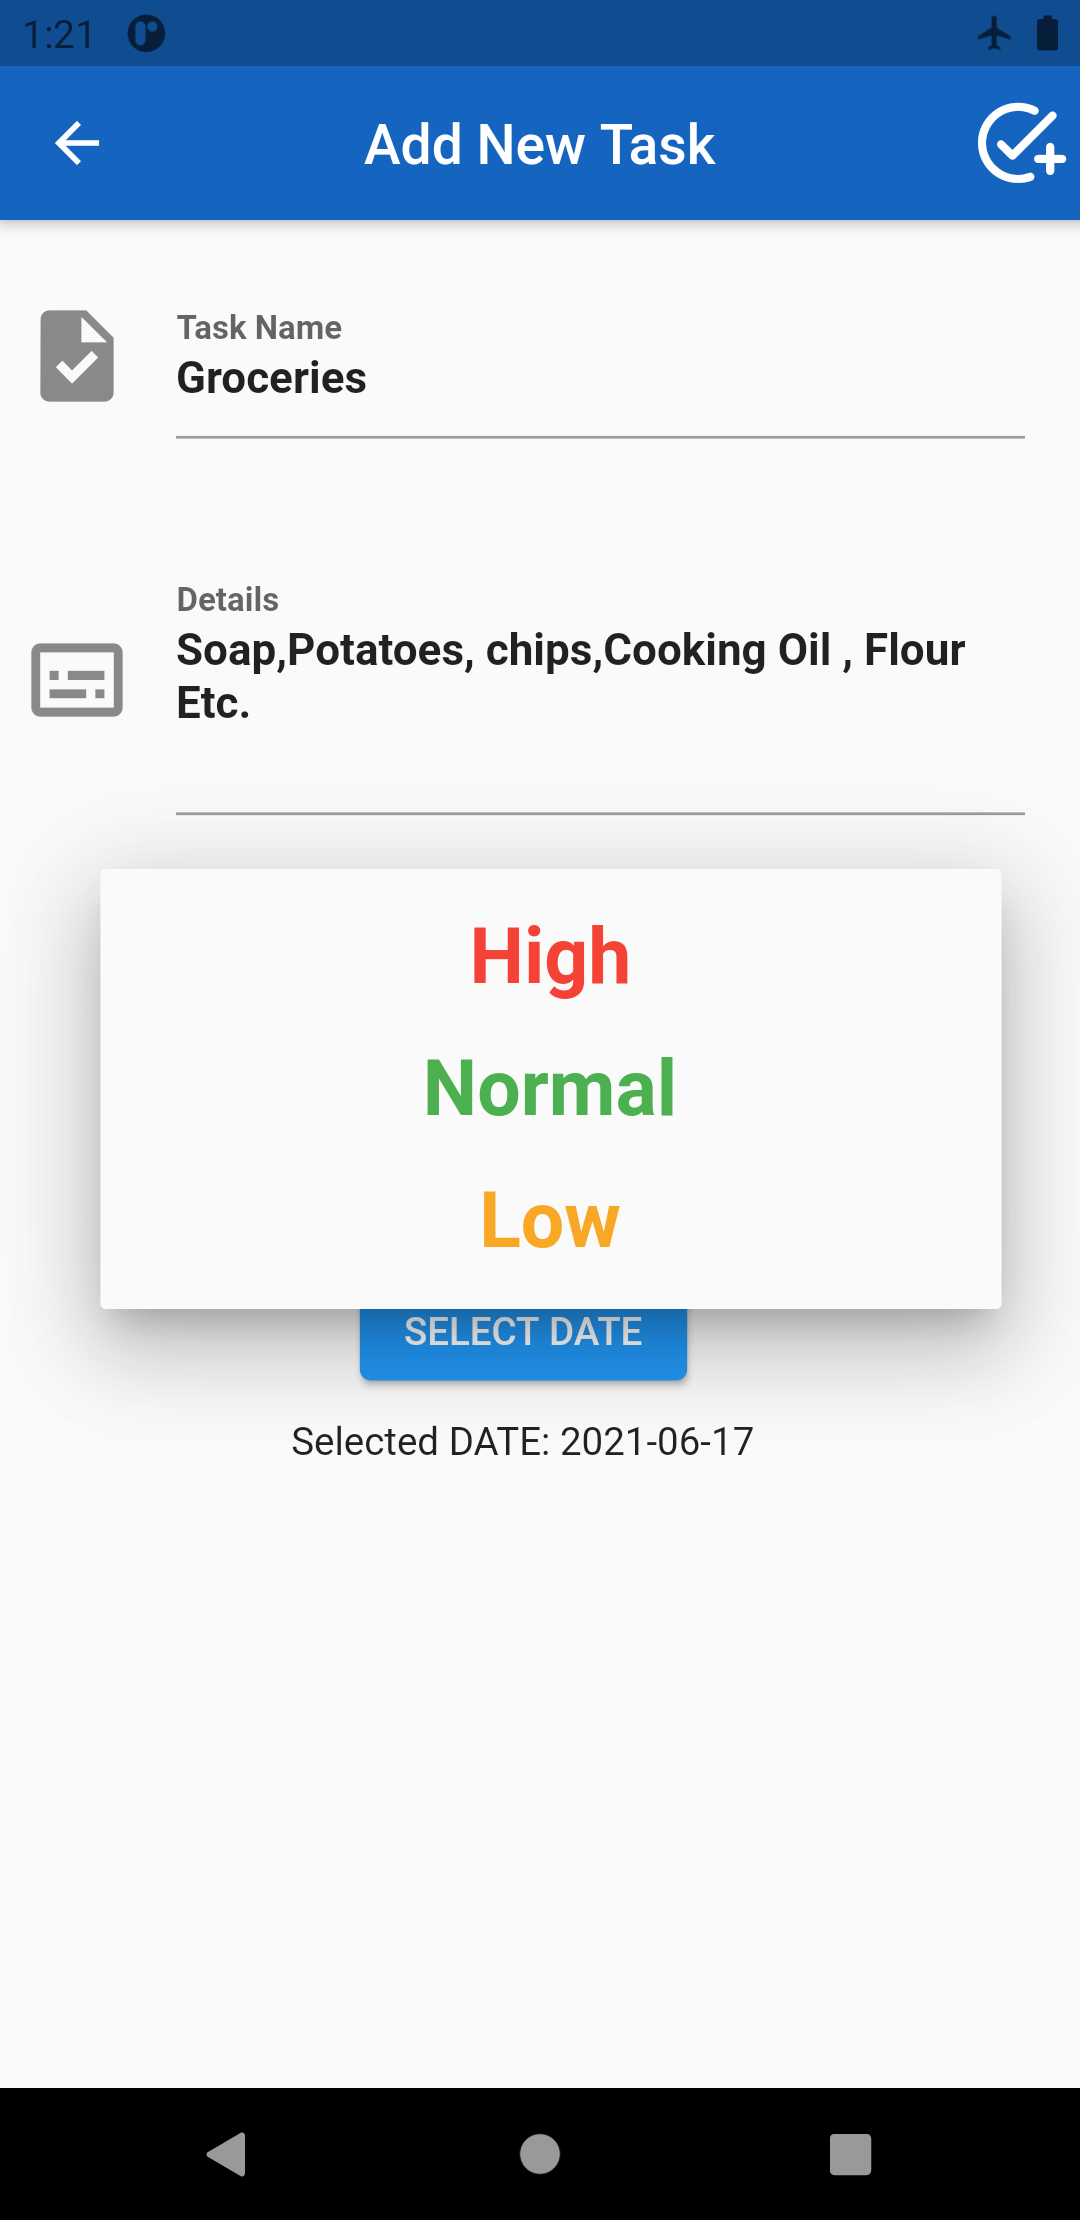 1:21
Add New Task
Task Name
Groceries
Details
Soap,Potatoes, chips,Cooking Oil , Flour
Etc.
High
Normal
Low
SELECT DATE
Selected DATE: 2021-06-17